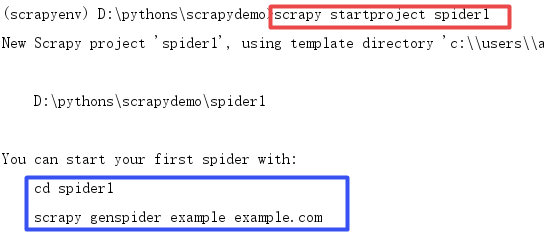 (scrapyenv) D:\pythons\scrapydemo>scrapy startproject spider1
New Scrapy project 'spider1', using template directory 'c:\\users\\a
D:\pythons\scrapydemo\spider1
You can start your first spider with:
cd spider1
scrapy genspider example example.com